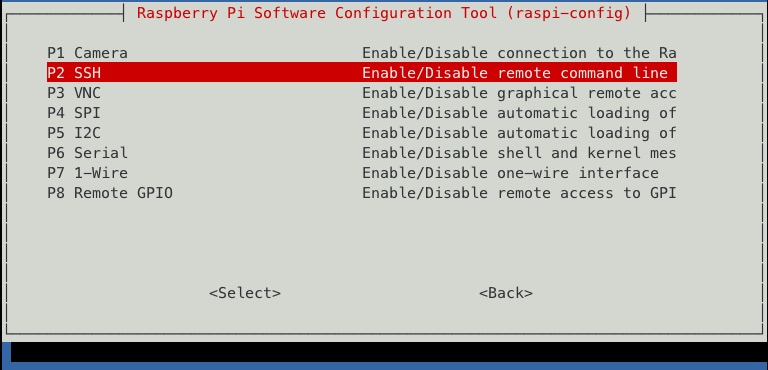 Raspberry Pi Software Configuration Tool (raspi-config)
P1 Camera Enable/Disable connection to the Ra
P2 SSH Enable/Disable remote command line
P3 VNC Enable/Disable graphical remote acc
P4 SPI Enable/Disable automatic loading of
P5 I2C Enable/Disable automatic loading of
P6 Serial Enable/Disable shell and kernel mes
P7 1-Wire Enable/Disable one-wire interface
P8 Remote GPIO Enable/Disable remote access to GPI
<Select> <Back>